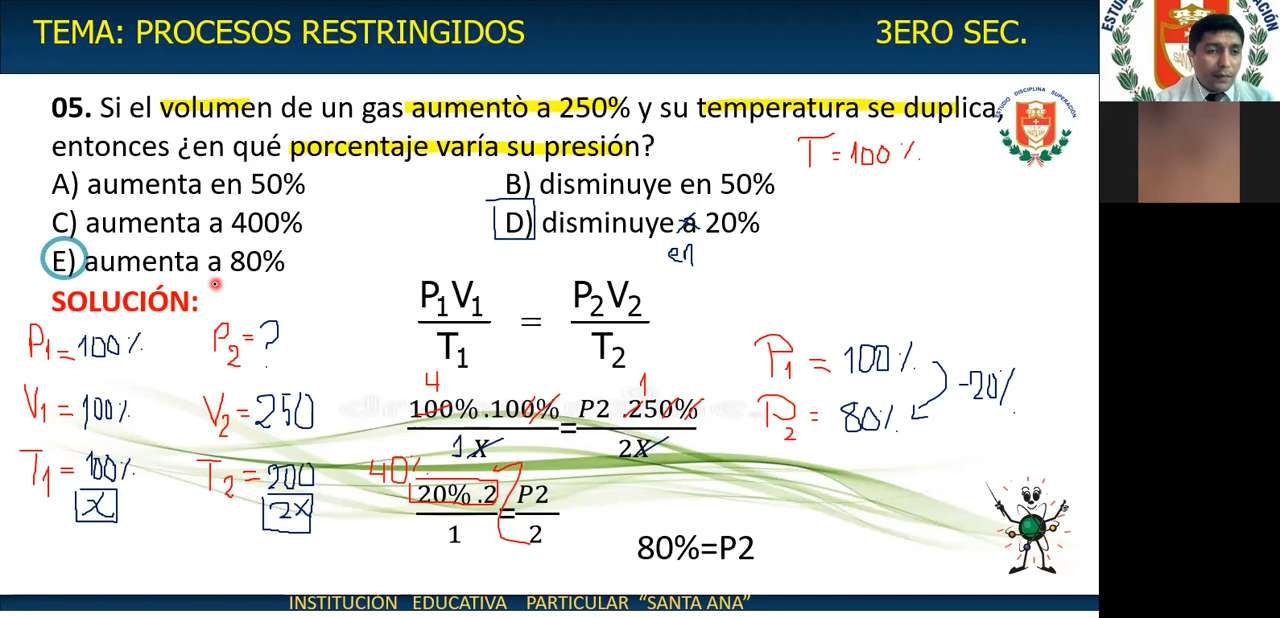 TEMA: PROCESOS RESTRINGIDOS 3ERO SEC.
05. Si el volumen de un gas aumentò a 250% y su temperatura se duplica,
entonces ¿en qué porcentaje varía su presión?
T = 100%
A) aumenta en 50% B) disminuye en 50%
C) aumenta a 400% D) disminuye a 20%
en
E) aumenta a 80%
SOLUCIÓN:
P1V1/T1 = P2V2/T2
P1 = 100% P2 = ?
V1 = 100% V2 = 250
T1 = 100% T2 = 200
x 2x
4 1
100% .100%/1X = P2 .250%/2X
40%
20% .2/1 = P2/2
80%=P2
P1 = 100%
P2 = 80% -20%
ESTUDIO DISCIPLINA SUPERACIÓN
INSTITUCIÓN EDUCATIVA PARTICULAR “SANTA ANA”